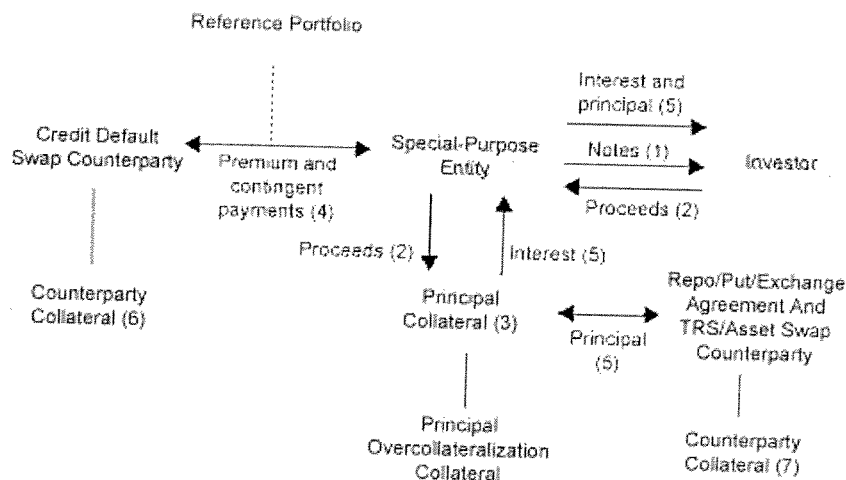 Reference Portfolio
Credit Default
Swap Counterparty
Premium and
contingent
payments (4)
Special-Purpose
Entity
Interest and
principal (5)
Notes (1)
Proceeds (2)
Investor
Proceeds (2)
Interest (5)
Counterparty
Collateral (6)
Principal
Collateral (3)
Principal
(5)
Repo/Put/Exchange
Agreement And
TRS/Asset Swap
Counterparty
Principal
Overcollateralization
Collateral
Counterparty
Collateral (7)